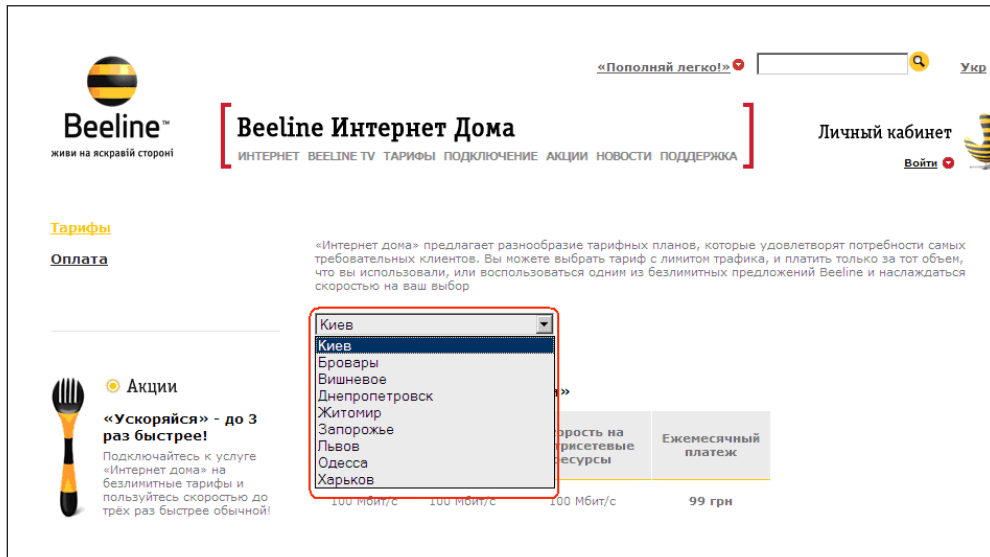 «Пополняй легко!»
Укр
Beeline™
живи на яскравій стороні
Beeline Интернет Дома
ИНТЕРНЕТ BEELINE TV ТАРИФЫ ПОДКЛЮЧЕНИЕ АКЦИИ НОВОСТИ ПОДДЕРЖКА
Личный кабинет
Войти
Тарифы
Оплата
«Интернет дома» предлагает разнообразие тарифных планов, которые удовлетворят потребности самых
требовательных клиентов. Вы можете выбрать тариф с лимитом трафика, и платить только за тот объем,
что вы использовали, или воспользоваться одним из безлимитных предложений Beeline и наслаждаться
скоростью на ваш выбор
Киев
Киев
Бровары
Вишневое
Днепропетровск
Житомир
Запорожье
Львов
Одесса
Харьков
Акции
«Ускоряйся» - до 3
раз быстрее!
Подключайтесь к услуге
«Интернет дома» на
безлимитные тарифы и
пользуйтесь скоростью до
трёх раз быстрее обычной!
на
Ежемесячный
платеж
100 Мбит/с 100 Мбит/с 100 Мбит/с 99 грн